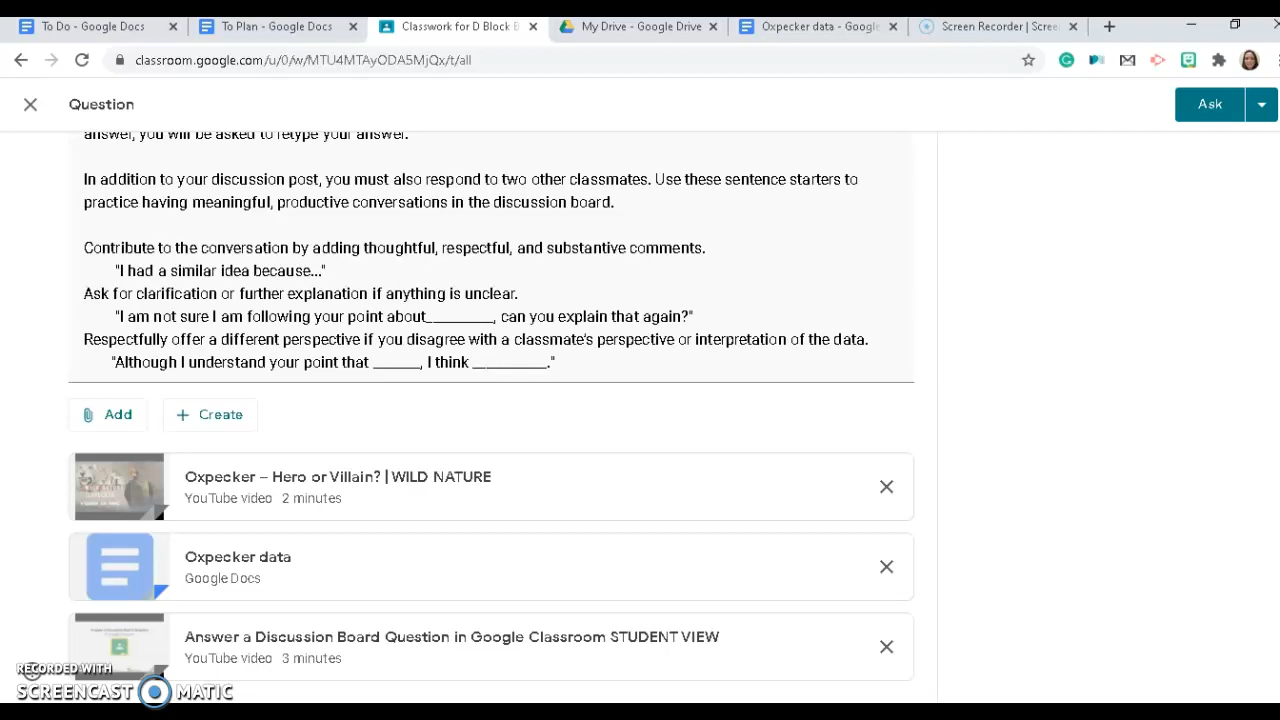 To Do - Google Docs
To Plan - Google Docs
Classwork for D Block B
My Drive - Google Drive
Oxpecker data - Google
Screen Recorder | Scree
classroom.google.com/u/0/w/MTU4MTAyODA5MjQx/t/all
Question
Ask
answer, you will be asked to retype your answer.
In addition to your discussion post, you must also respond to two other classmates. Use these sentence starters to
practice having meaningful, productive conversations in the discussion board.
Contribute to the conversation by adding thoughtful, respectful, and substantive comments.
"I had a similar idea because..."
Ask for clarification or further explanation if anything is unclear.
"I am not sure I am following your point about________, can you explain that again?"
Respectfully offer a different perspective if you disagree with a classmate's perspective or interpretation of the data.
"Although I understand your point that ______, I think _________."
Add
Create
Oxpecker – Hero or Villain? | WILD NATURE
YouTube video 2 minutes
Oxpecker data
Google Docs
Answer a Discussion Board Question in Google Classroom STUDENT VIEW
YouTube video 3 minutes
RECORDED WITH
SCREENCAST MATIC